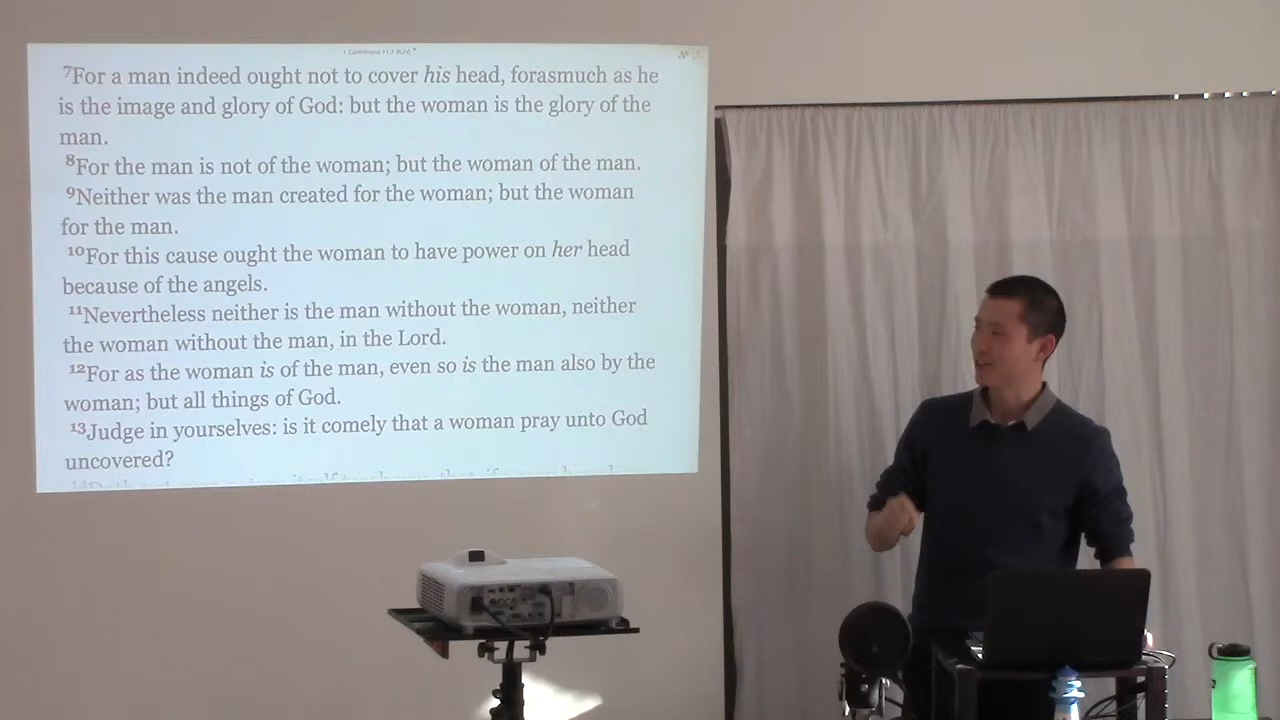 1 Corinthians 11:7 (KJV)
⁷For a man indeed ought not to cover his head, forasmuch as he
is the image and glory of God: but the woman is the glory of the
man.
⁸For the man is not of the woman; but the woman of the man.
⁹Neither was the man created for the woman; but the woman
for the man.
¹⁰For this cause ought the woman to have power on her head
because of the angels.
¹¹Nevertheless neither is the man without the woman, neither
the woman without the man, in the Lord.
¹²For as the woman is of the man, even so is the man also by the
woman; but all things of God.
¹³Judge in yourselves: is it comely that a woman pray unto God
uncovered?